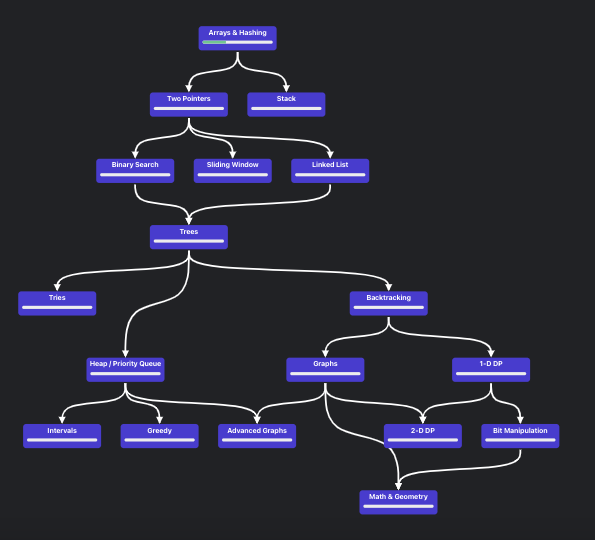 Arrays & Hashing
Two Pointers
Stack
Binary Search
Sliding Window
Linked List
Trees
Tries
Backtracking
Heap / Priority Queue
Graphs
1-D DP
Intervals
Greedy
Advanced Graphs
2-D DP
Bit Manipulation
Math & Geometry